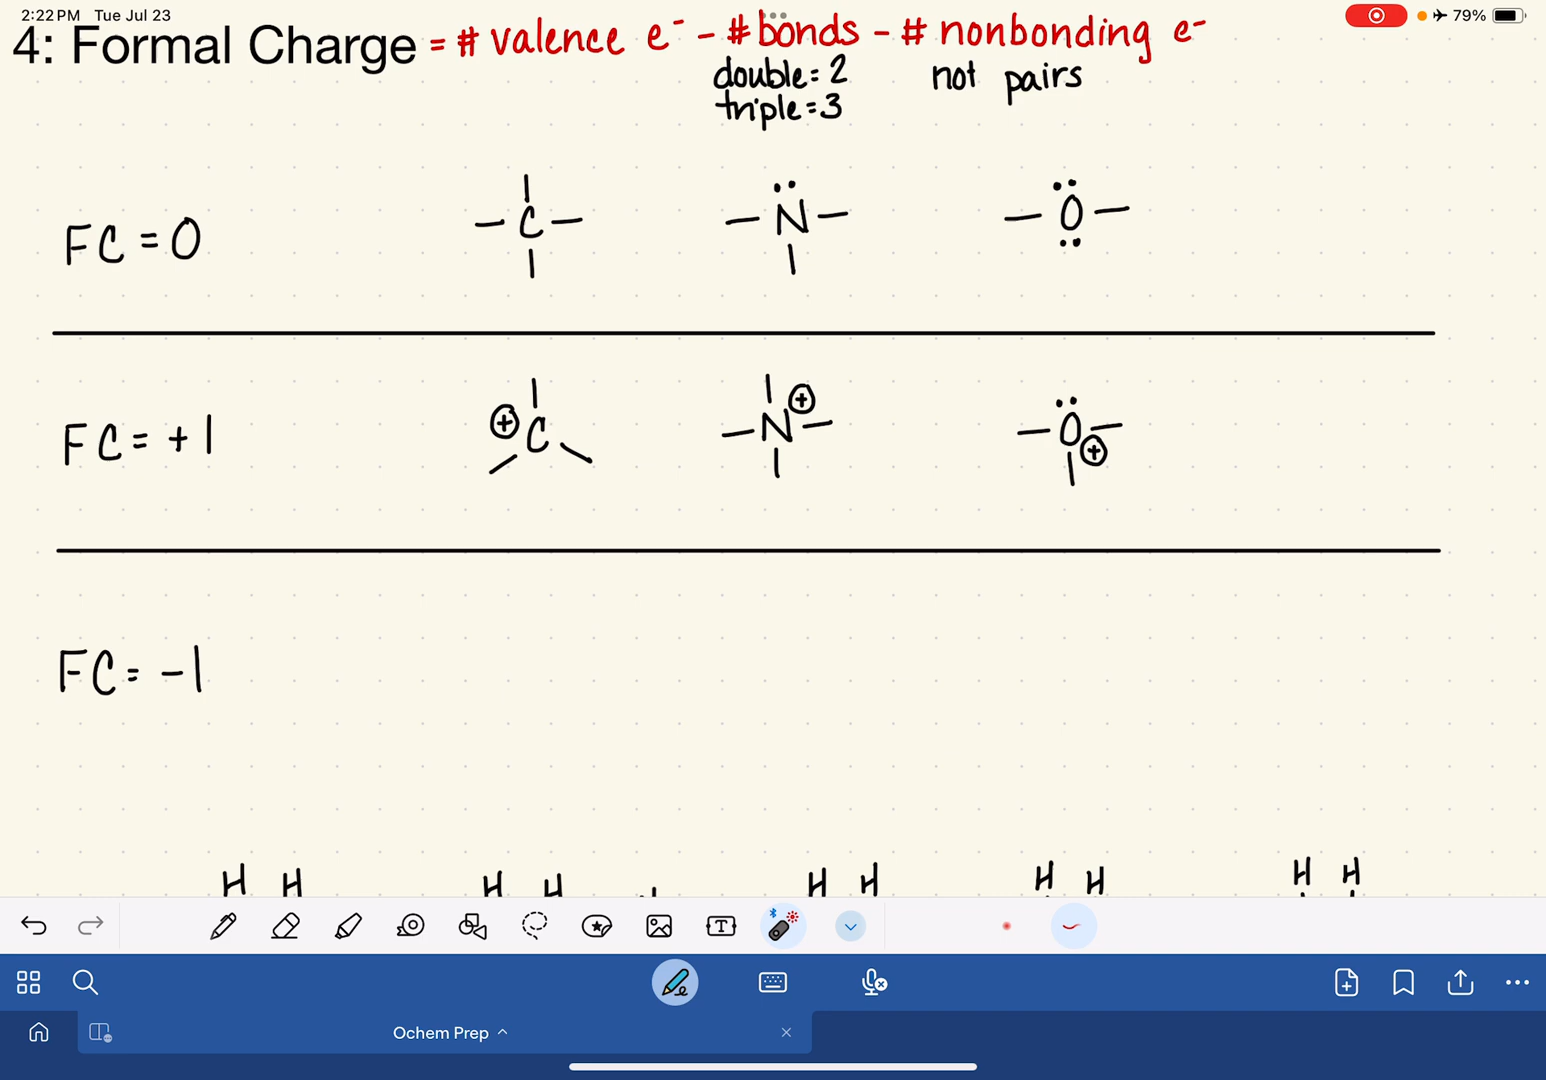 2:22 PM Tue Jul 23
79%
4: Formal Charge = # valence e⁻ - # bonds - # nonbonding e⁻
double = 2 not pairs
triple = 3
FC = 0 C N O
FC = +1 + C N + O +
FC = -1
H H H H H H H H H H
T
Ochem Prep